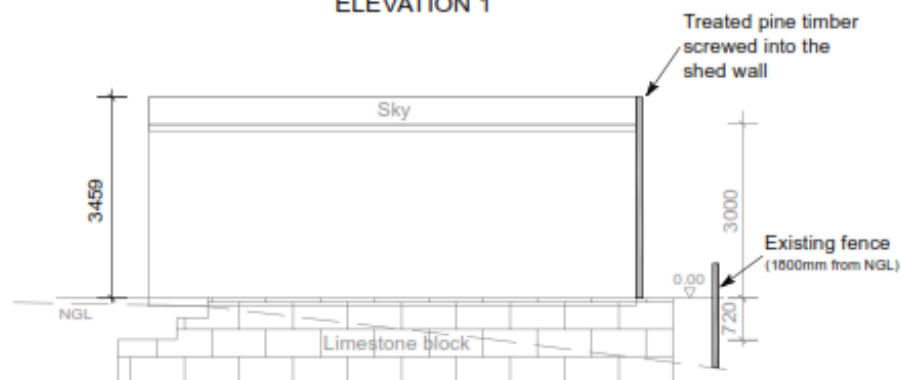 ELEVATION 1
Treated pine timber
screwed into the
shed wall
Sky
3459
3000
Existing fence
(1800mm from NGL)
0.00
NGL
720
Limestone block